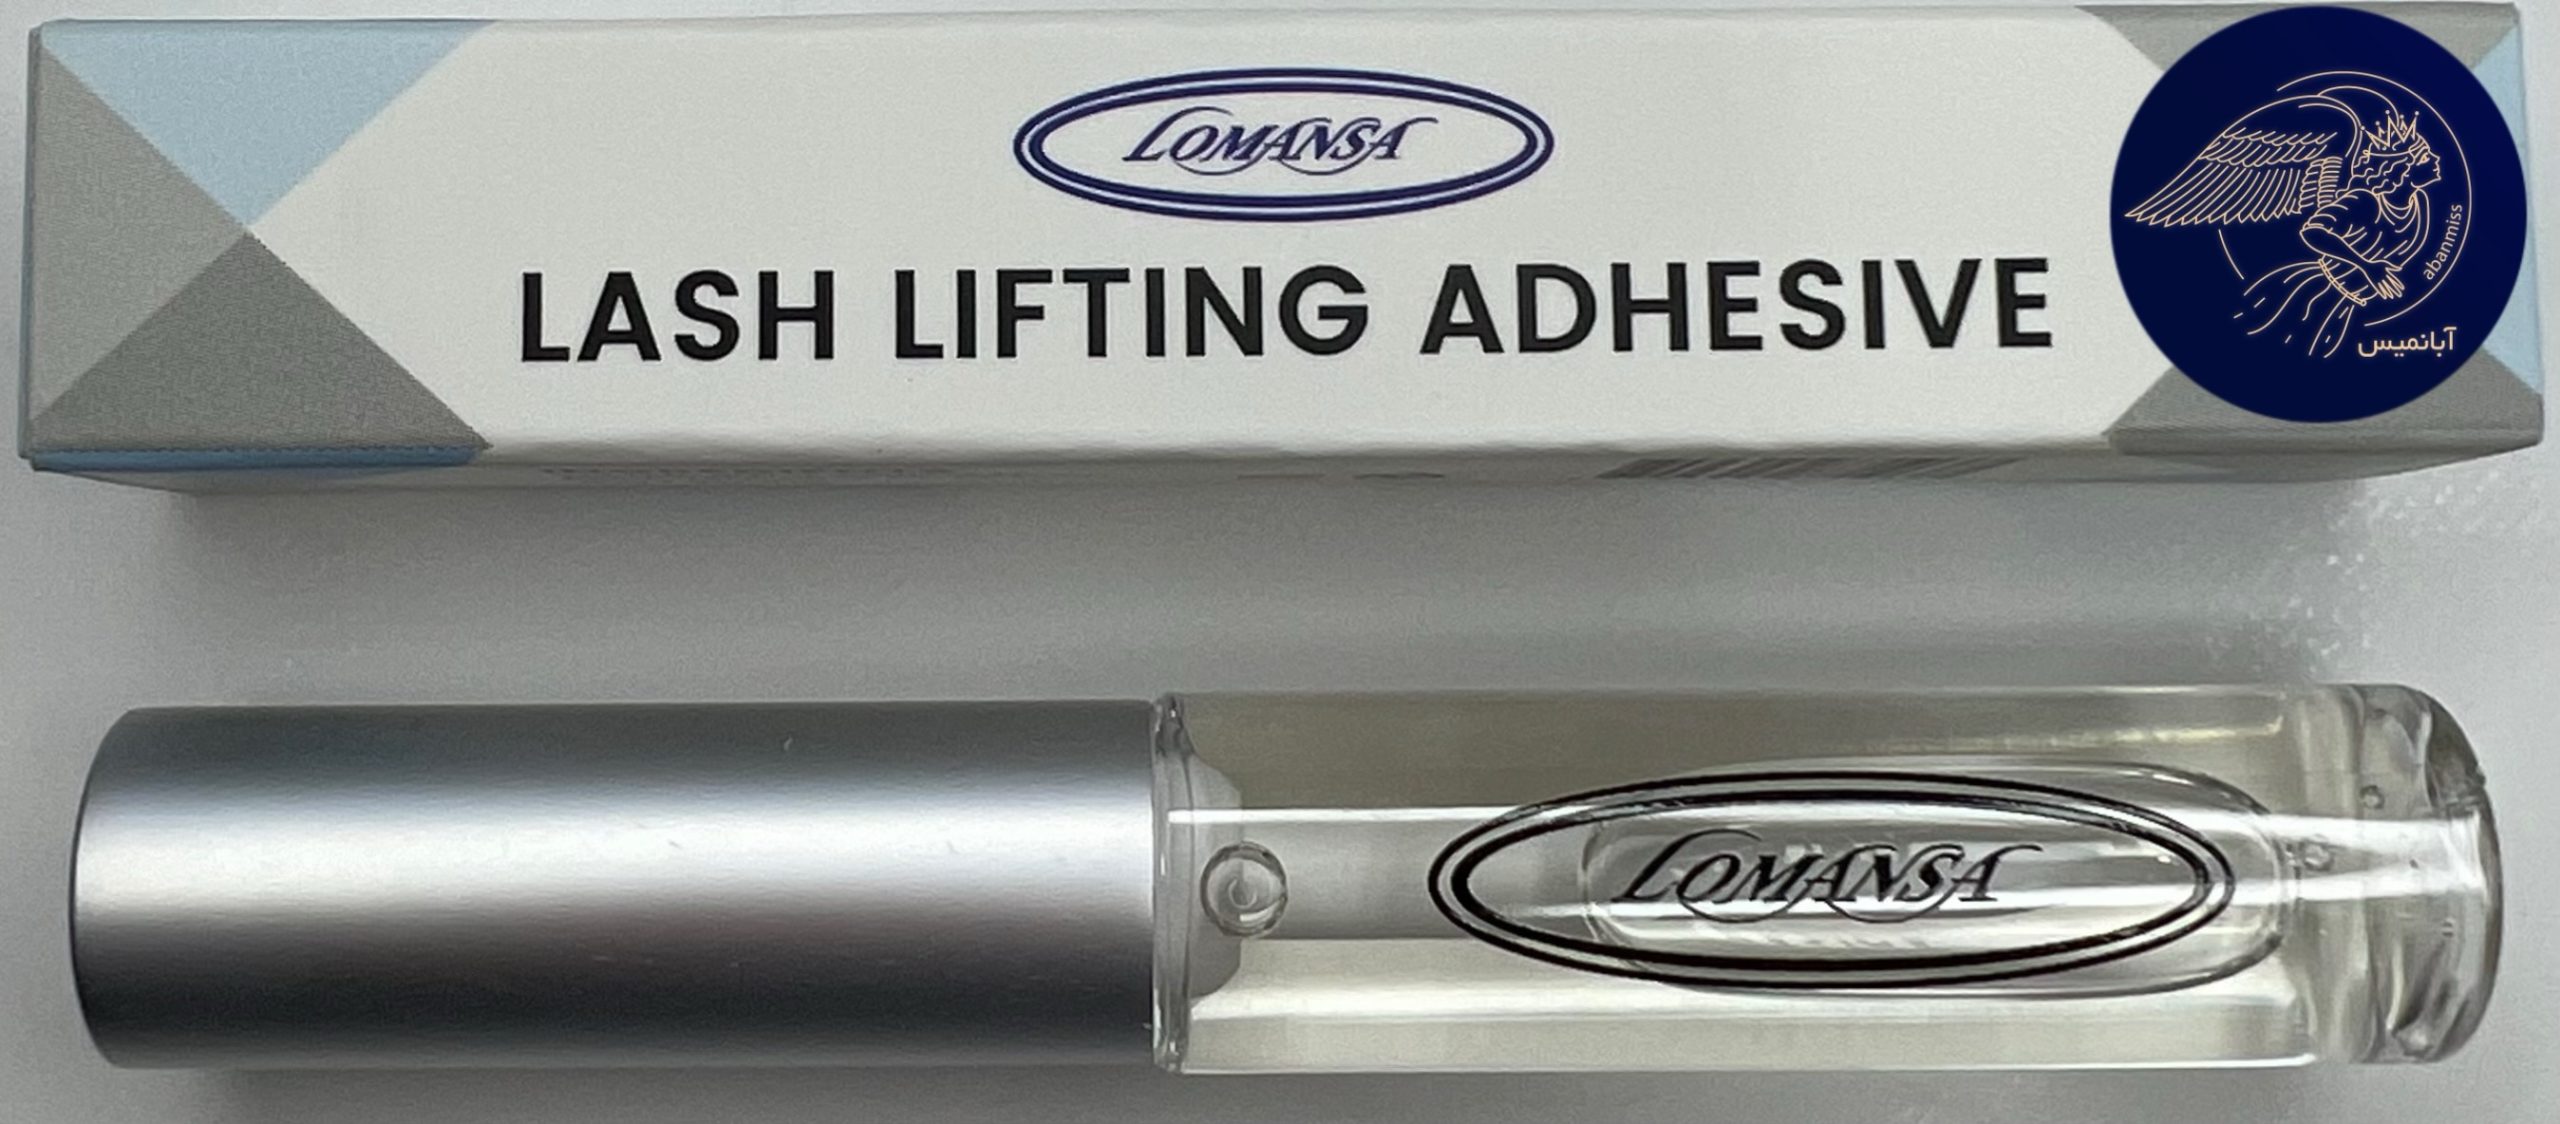 LOMANSA
LASH LIFTING ADHESIVE
abanmiss
آبانمیس
LOMANSA